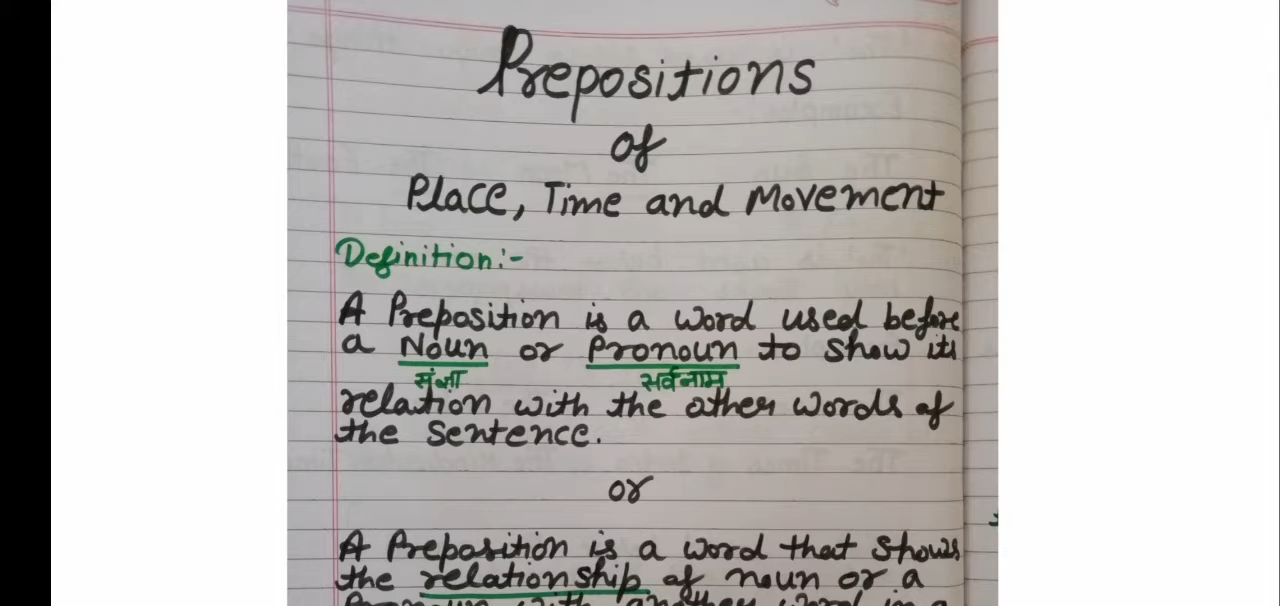 Prepositions
of
Place, Time and Movement
Definition:-
A Preposition is a word used before
a Noun or Pronoun to show its
संज्ञा सर्वनाम
relation with the other words of
the sentence.
or
A Preposition is a word that shows
the relationship of noun or a